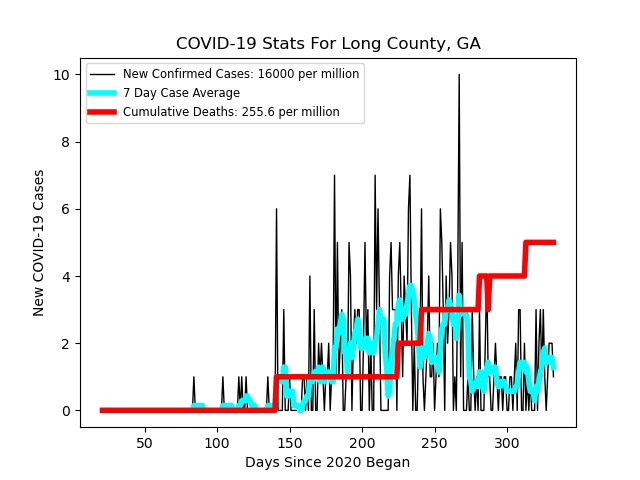 COVID-19 Stats For Long County, GA
New Confirmed Cases: 16000 per million
7 Day Case Average
Cumulative Deaths: 255.6 per million
New COVID-19 Cases
10
8
6
4
2
0
50 100 150 200 250 300
Days Since 2020 Began